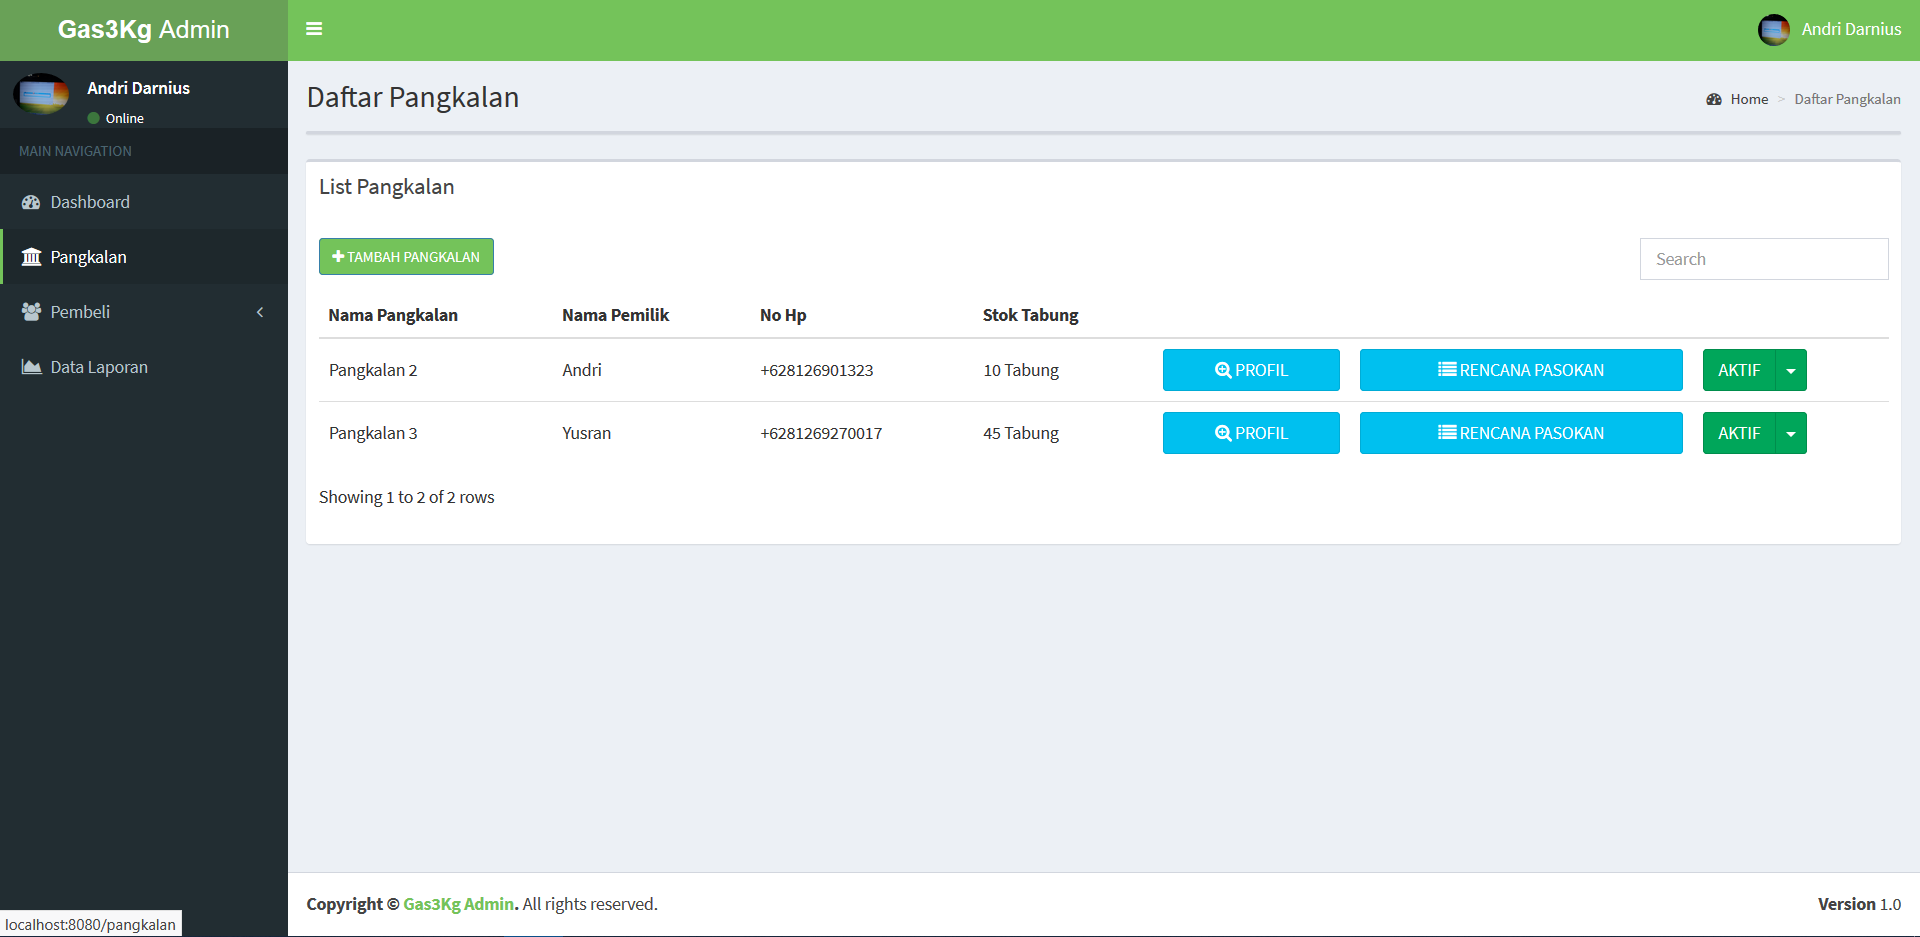 Gas3Kg Admin
Andri Darnius
Andri Darnius
Online
MAIN NAVIGATION
Dashboard
Pangkalan
Pembeli
Data Laporan
Daftar Pangkalan
Home > Daftar Pangkalan
List Pangkalan
TAMBAH PANGKALAN
Search
Nama Pangkalan Nama Pemilik No Hp Stok Tabung
Pangkalan 2 Andri +628126901323 10 Tabung PROFIL RENCANA PASOKAN AKTIF
Pangkalan 3 Yusran +6281269270017 45 Tabung PROFIL RENCANA PASOKAN AKTIF
Showing 1 to 2 of 2 rows
Copyright © Gas3Kg Admin. All rights reserved.
Version 1.0
localhost:8080/pangkalan